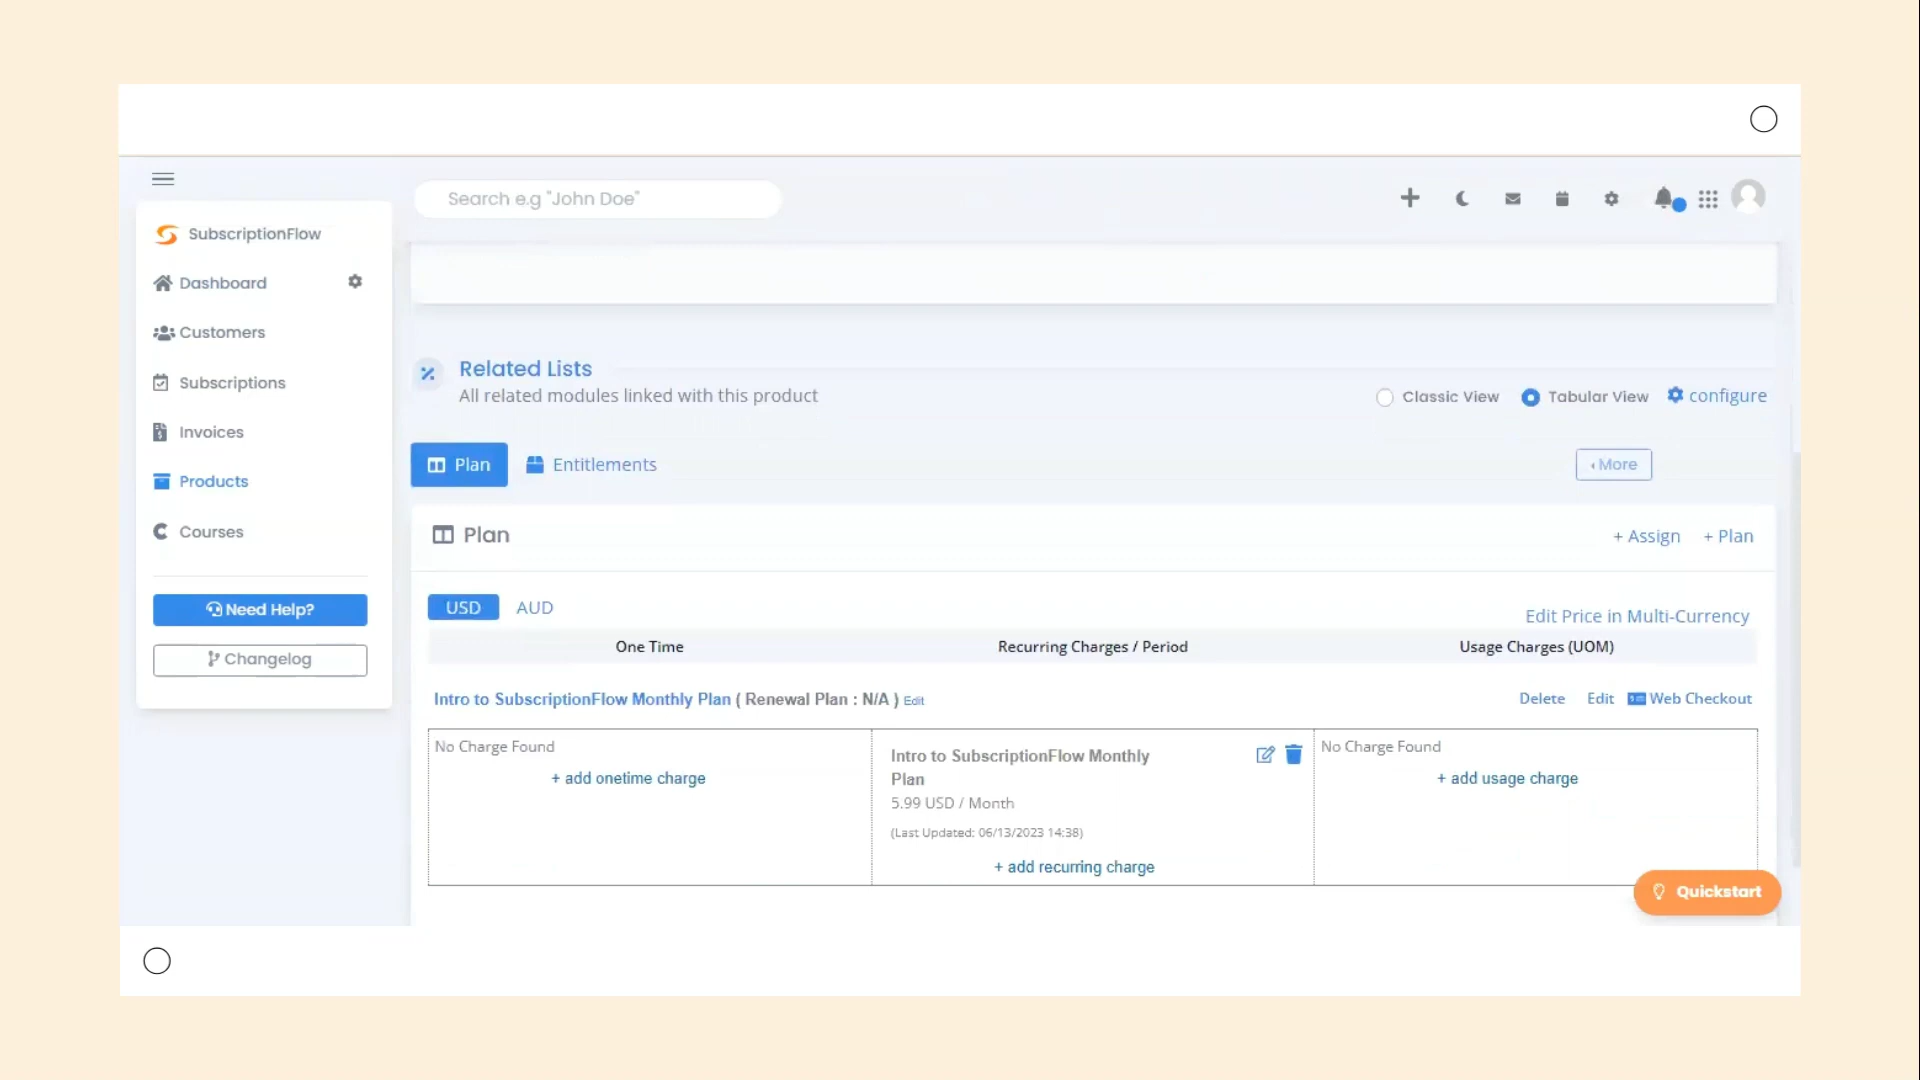 Search e.g "John Doe"
SubscriptionFlow
Dashboard
Customers
Subscriptions
Invoices
Products
Courses
Need Help?
Changelog
Related Lists
All related modules linked with this product
Classic View
Tabular View
configure
Plan
Entitlements
More
Plan
+ Assign
+ Plan
USD
AUD
Edit Price in Multi-Currency
One Time
Recurring Charges / Period
Usage Charges (UOM)
Intro to SubscriptionFlow Monthly Plan ( Renewal Plan : N/A ) Edit
Delete
Edit
Web Checkout
No Charge Found
+ add onetime charge
Intro to SubscriptionFlow Monthly
Plan
5.99 USD / Month
(Last Updated: 06/13/2023 14:38)
+ add recurring charge
No Charge Found
+ add usage charge
Quickstart